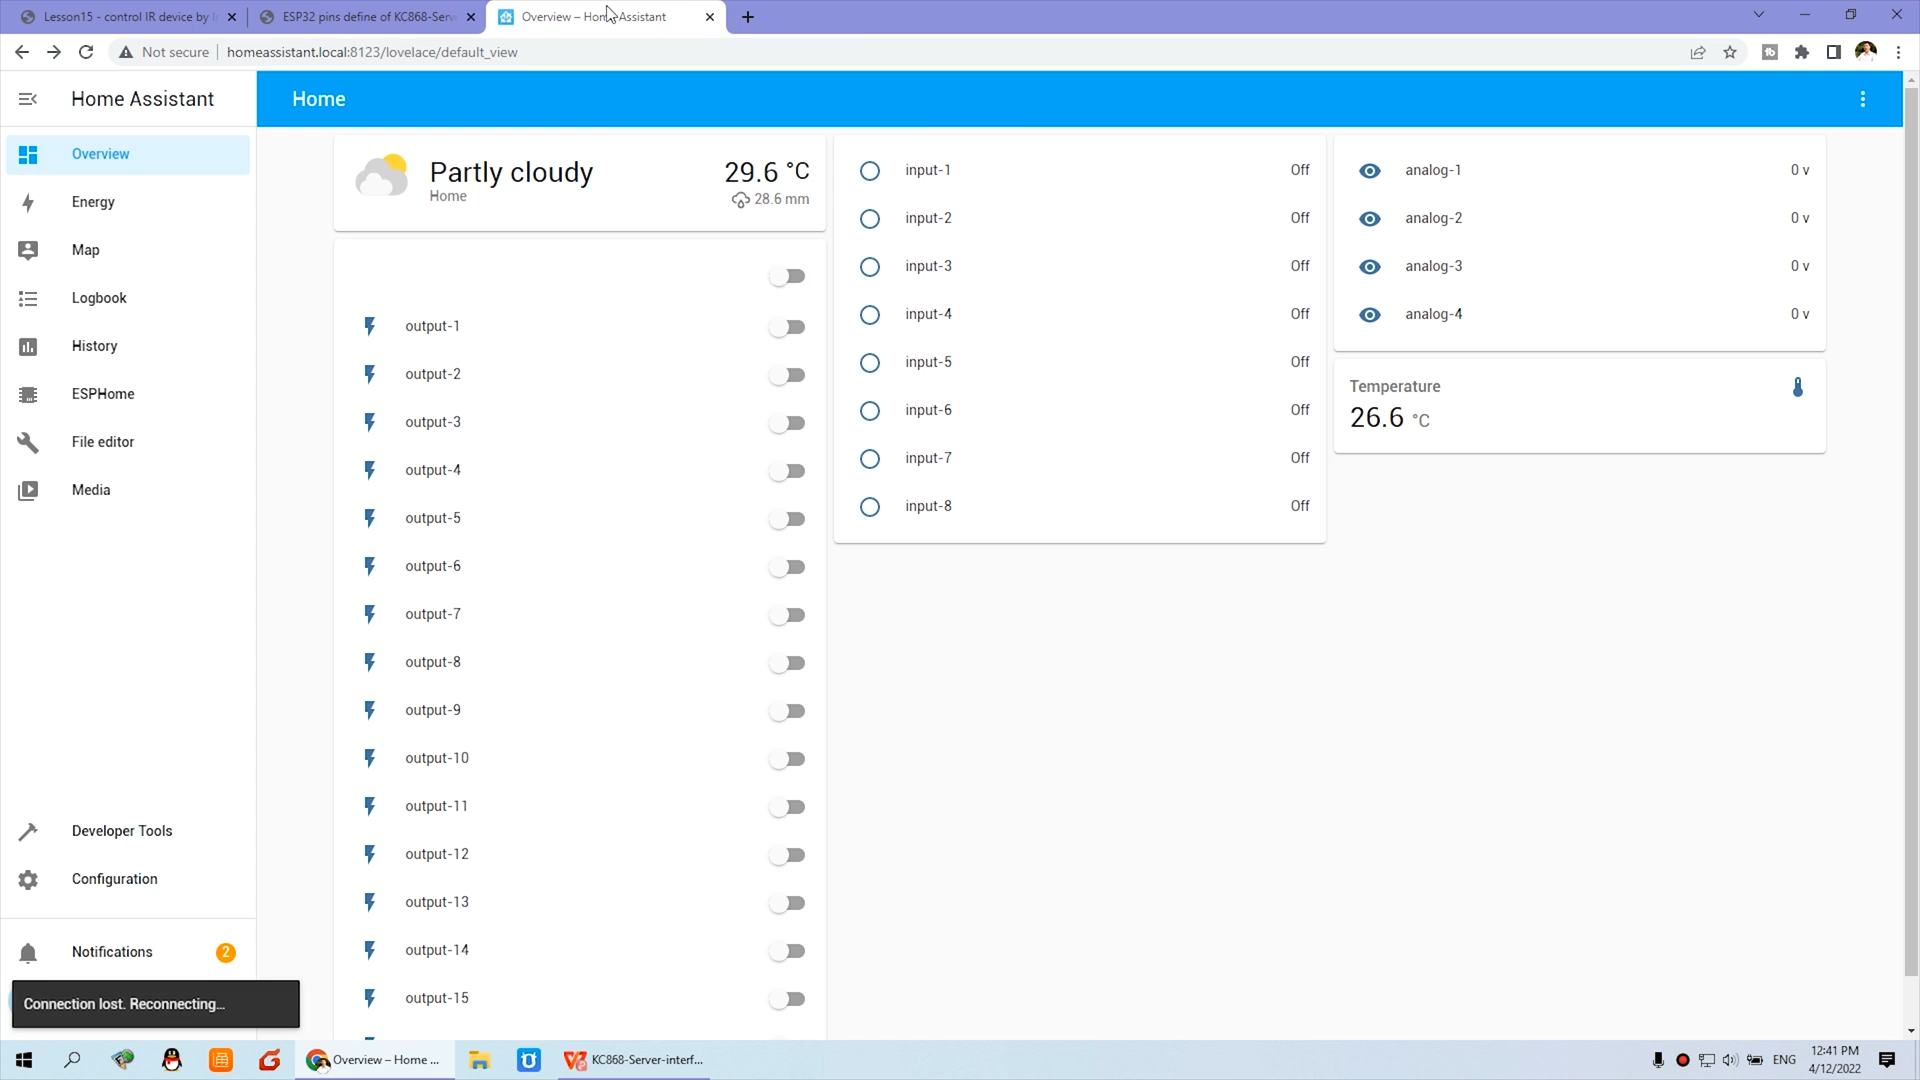 Lesson15 - control IR device by
ESP32 pins define of KC868-Serv
Overview – Home Assistant
Not secure
homeassistant.local:8123/lovelace/default_view
Home Assistant
Home
Overview
Energy
Map
Logbook
History
ESPHome
File editor
Media
Developer Tools
Configuration
Notifications
2
Connection lost. Reconnecting...
Partly cloudy
Home
29.6 °C
28.6 mm
output-1
output-2
output-3
output-4
output-5
output-6
output-7
output-8
output-9
output-10
output-11
output-12
output-13
output-14
output-15
input-1 Off
input-2 Off
input-3 Off
input-4 Off
input-5 Off
input-6 Off
input-7 Off
input-8 Off
analog-1 0 v
analog-2 0 v
analog-3 0 v
analog-4 0 v
Temperature
26.6 °C
Overview – Home ...
KC868-Server-interf...
ENG
12:41 PM
4/12/2022